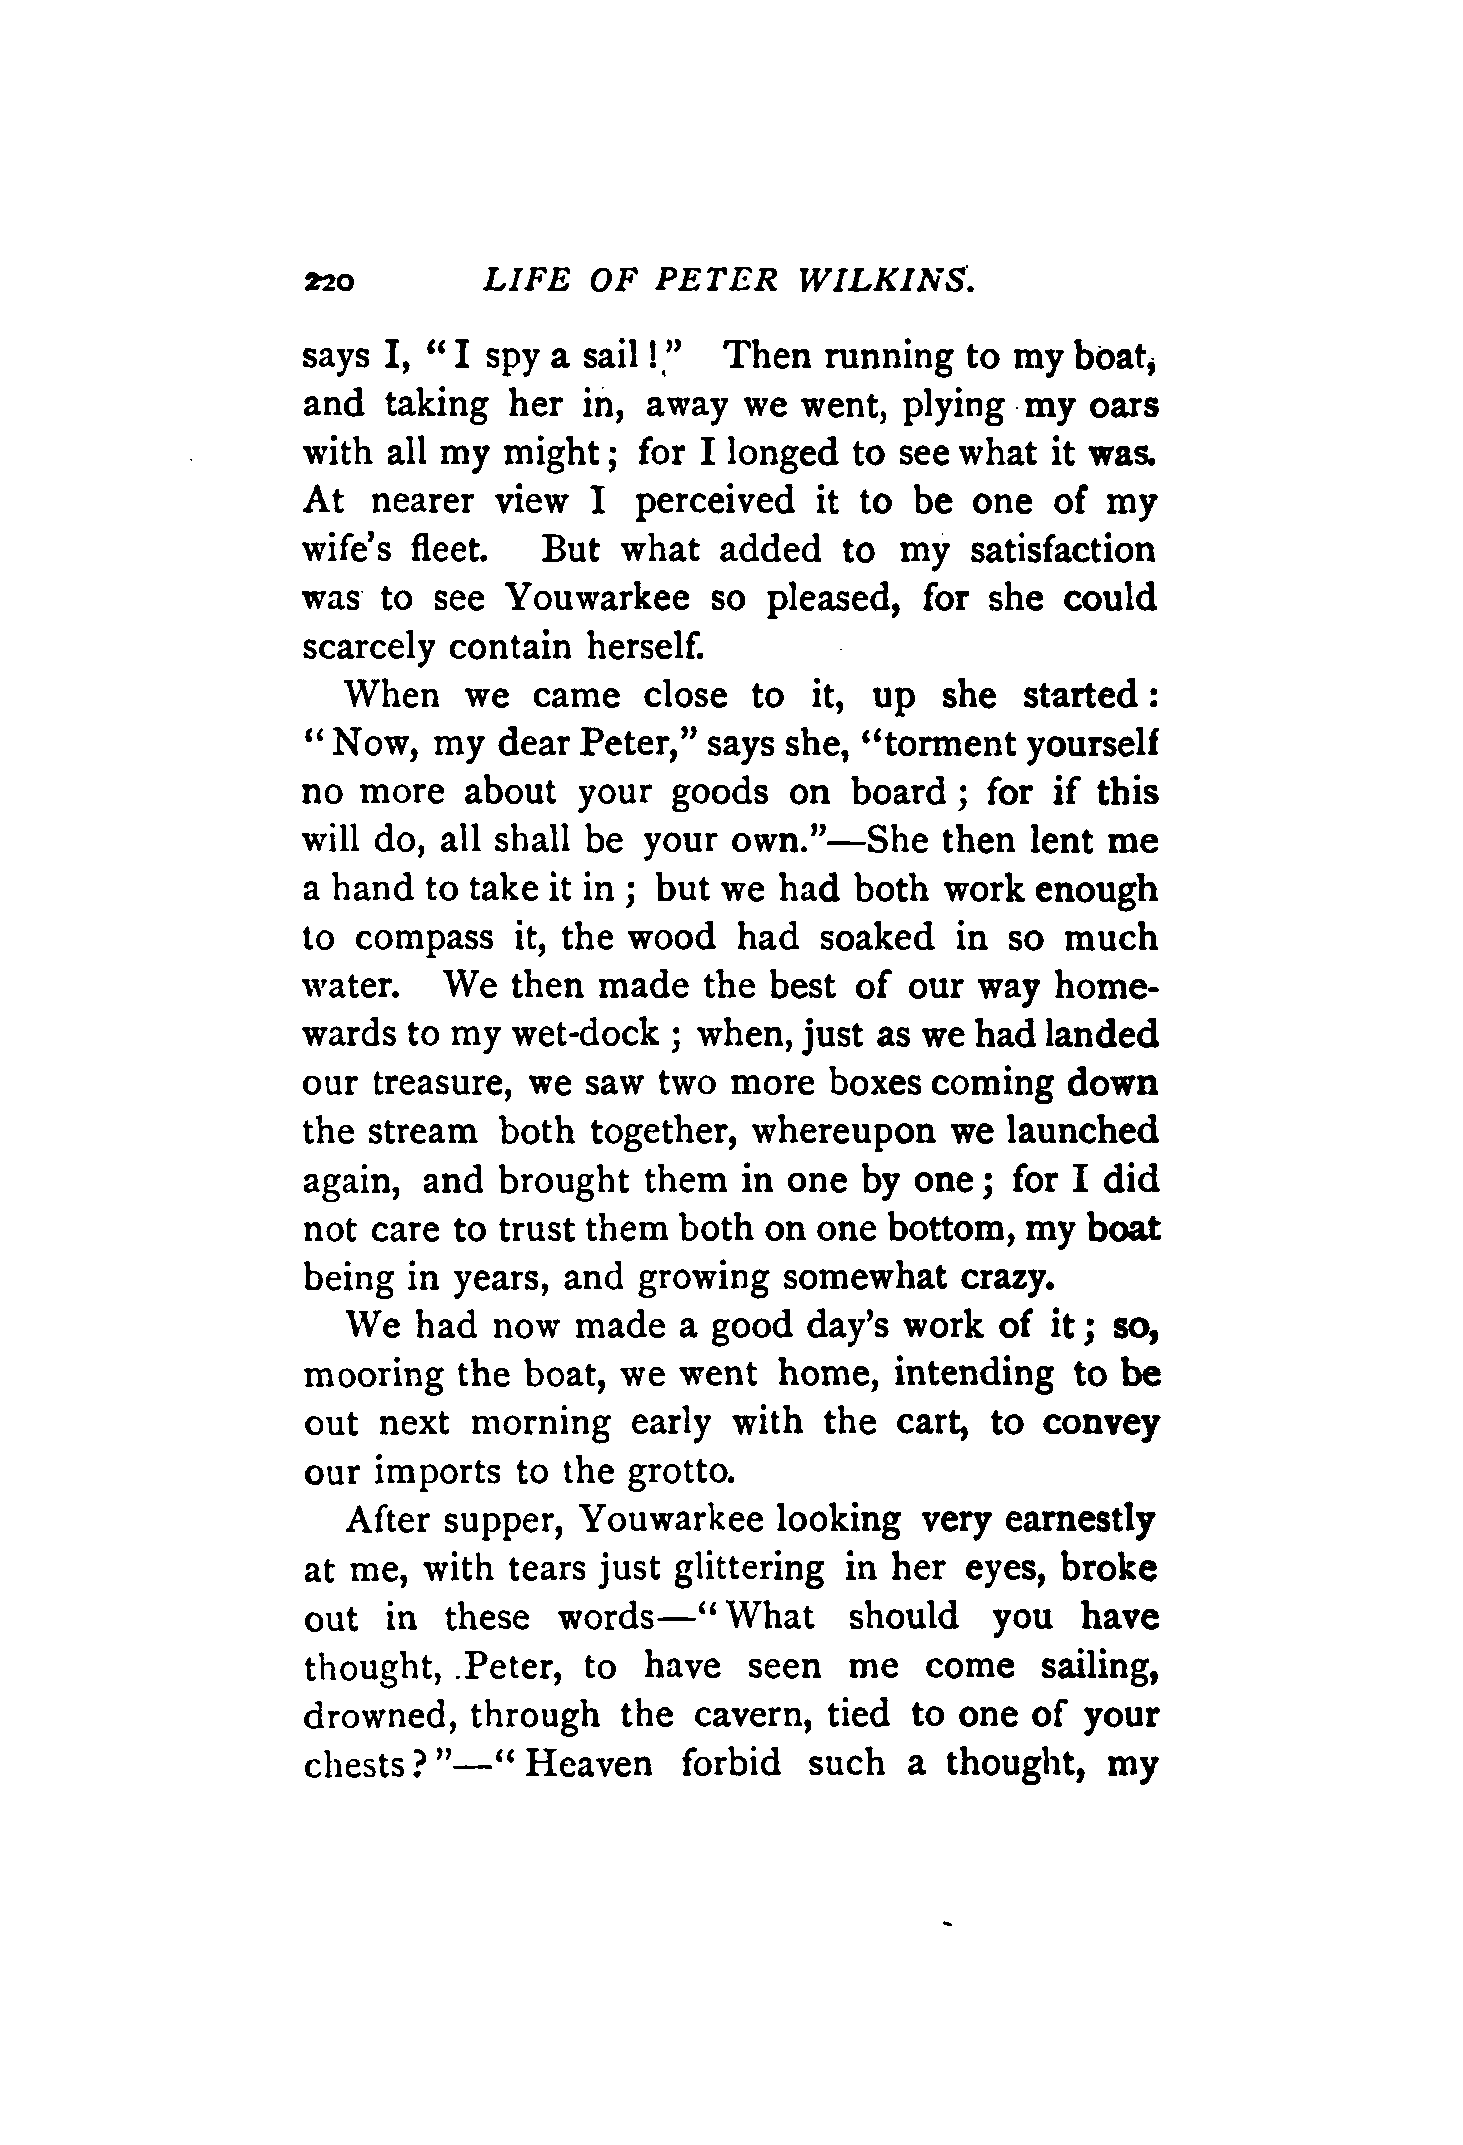 220 LIFE OF PETER WILKINS.
says I, “I spy a sail!” Then running to my boat,
and taking her in, away we went, plying my oars
with all my might; for I longed to see what it was.
At nearer view I perceived it to be one of my
wife’s fleet. But what added to my satisfaction
was to see Youwarkee so pleased, for she could
scarcely contain herself.
When we came close to it, up she started:
“Now, my dear Peter,” says she, “torment yourself
no more about your goods on board; for if this
will do, all shall be your own.”—She then lent me
a hand to take it in; but we had both work enough
to compass it, the wood had soaked in so much
water. We then made the best of our way home-
wards to my wet-dock; when, just as we had landed
our treasure, we saw two more boxes coming down
the stream both together, whereupon we launched
again, and brought them in one by one; for I did
not care to trust them both on one bottom, my boat
being in years, and growing somewhat crazy.
We had now made a good day’s work of it; so,
mooring the boat, we went home, intending to be
out next morning early with the cart, to convey
our imports to the grotto.
After supper, Youwarkee looking very earnestly
at me, with tears just glittering in her eyes, broke
out in these words—“What should you have
thought, Peter, to have seen me come sailing,
drowned, through the cavern, tied to one of your
chests?”—“Heaven forbid such a thought, my